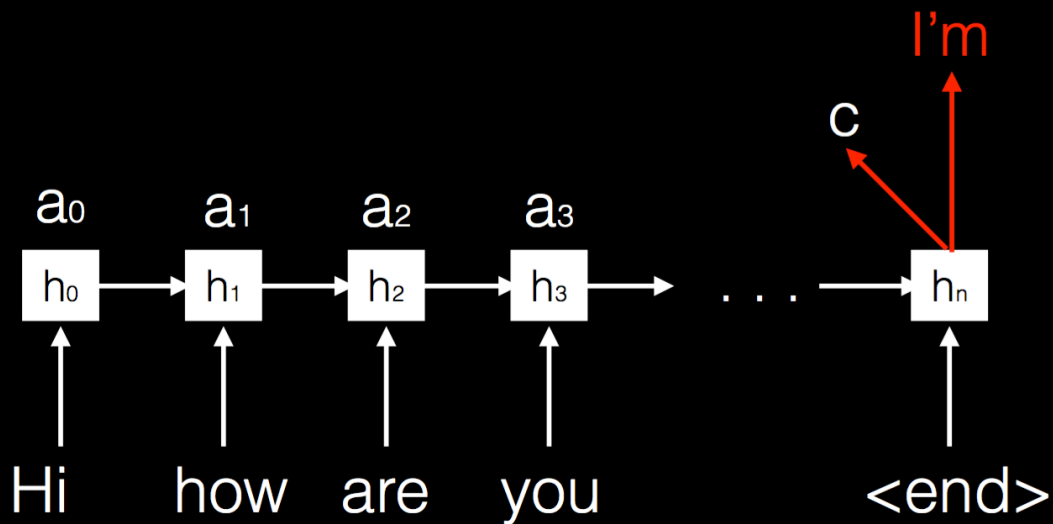 I'm
c
a0 a1 a2 a3
h0 h1 h2 h3 . . . hn
Hi how are you <end>